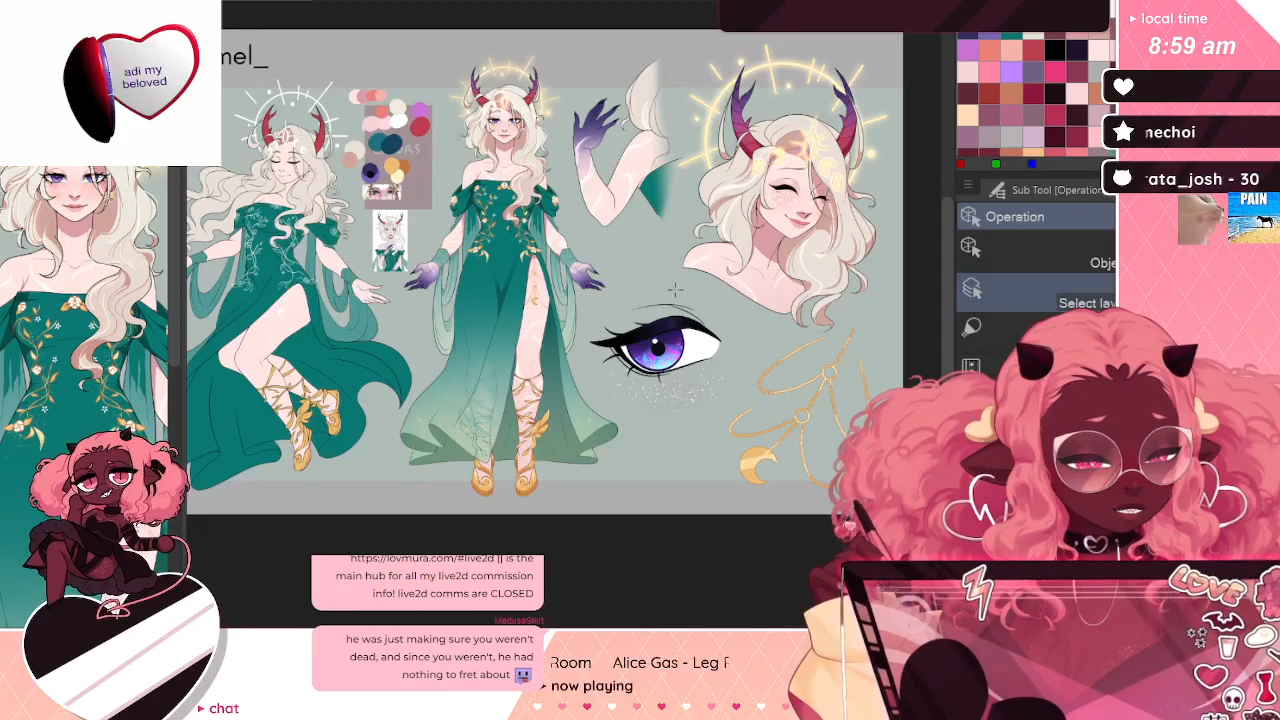 adi my
beloved
nel_
local time
8:59 am
nechoi
ata_josh - 30
PAIN
Sub Tool [Operation
Operation
Obje
Select lay
https://lovmura.com/#live2d || is the
main hub for all my live2d commission
info! live2d comms are CLOSED
MedusaSkirt
he was just making sure you weren't
dead, and since you weren't, he had
nothing to fret about
Room Alice Gas - Leg
now playing
chat
LOVE